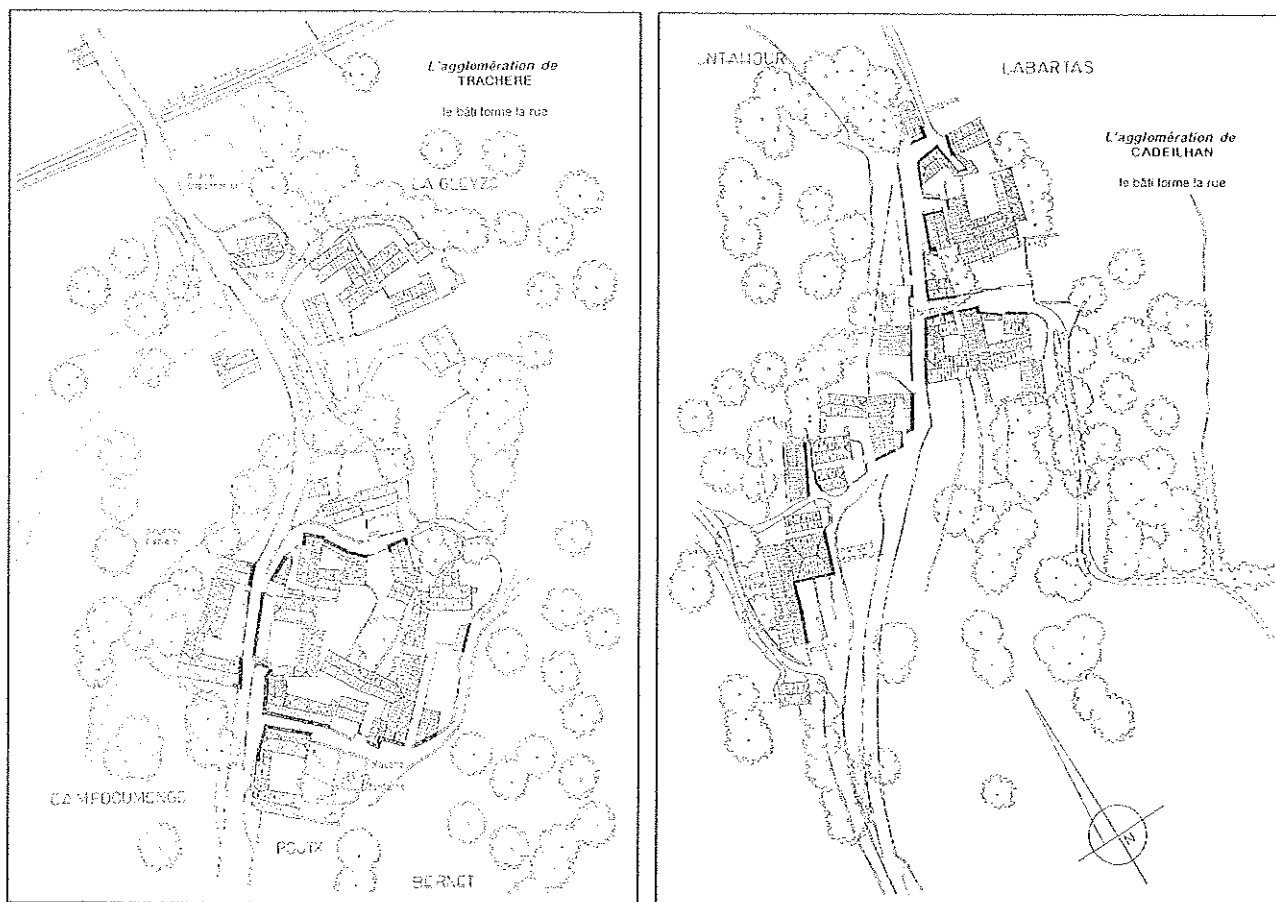 L'agglomération de
TRACHERE
le bâti forme la rue
LA GLEYZE
CAMPDOUMENGE
POUTX
BERNET
LABARTAS
L'agglomération de
CADEILHAN
le bâti forme la rue
N